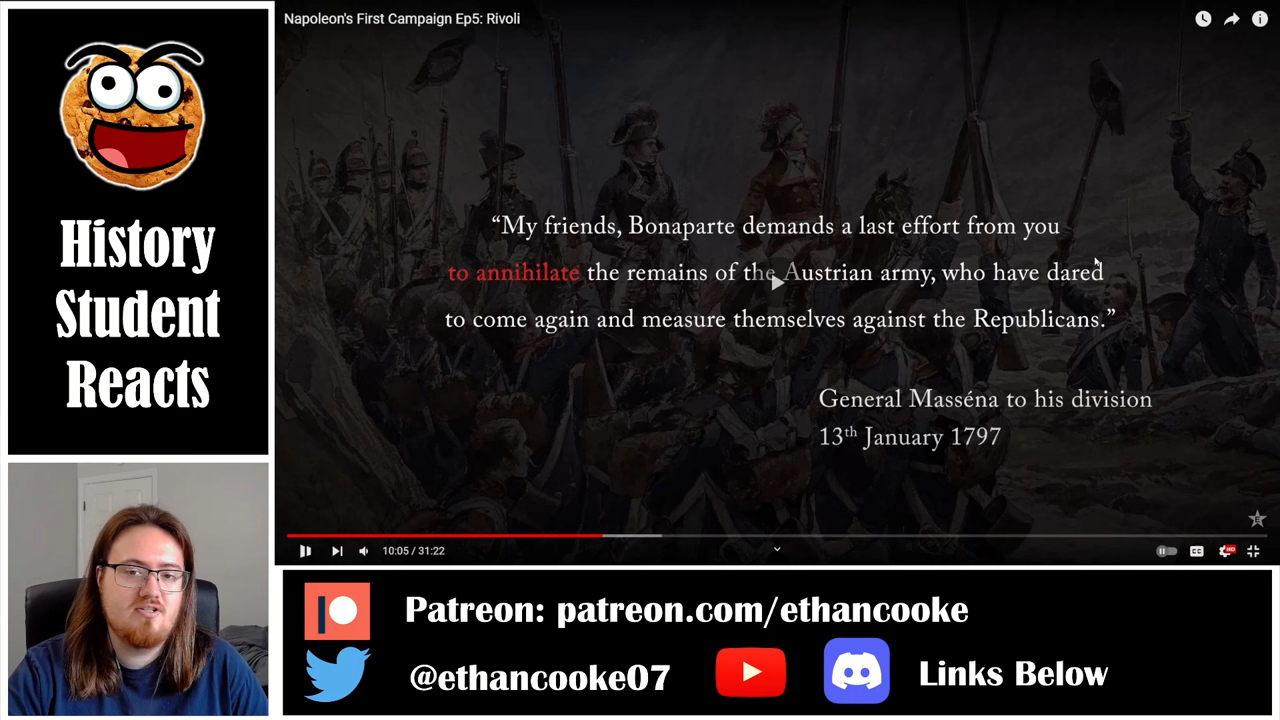 Napoleon's First Campaign Ep5: Rivoli
History
Student
Reacts
“My friends, Bonaparte demands a last effort from you
to annihilate the remains of the Austrian army, who have dared
to come again and measure themselves against the Republicans.”
General Masséna to his division
13th January 1797
10:05 / 31:22
CC
HD
Patreon: patreon.com/ethancooke
@ethancooke07
Links Below